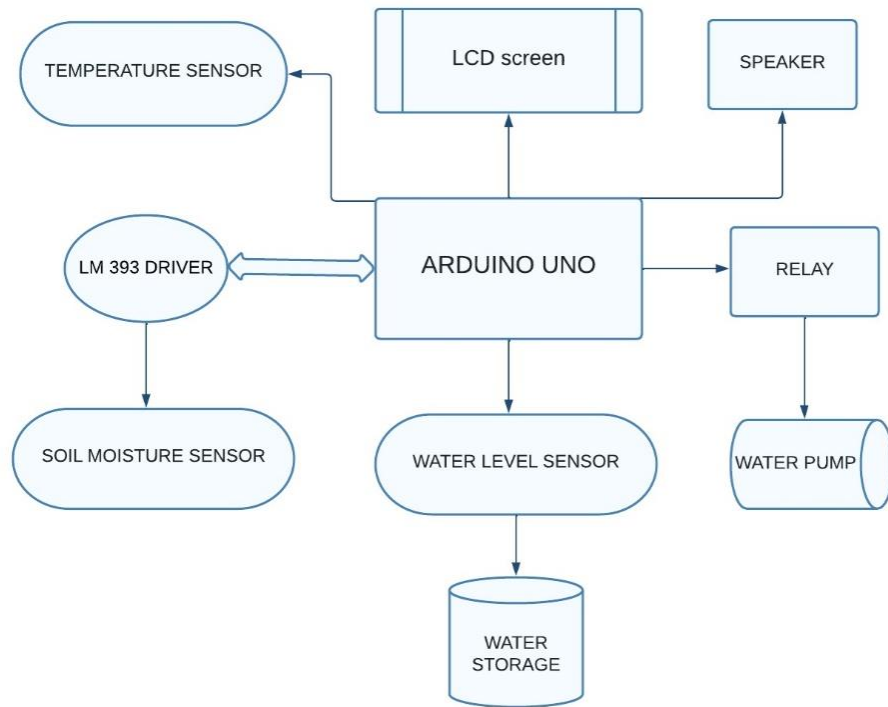 TEMPERATURE SENSOR
LCD screen
SPEAKER
LM 393 DRIVER
ARDUINO UNO
RELAY
SOIL MOISTURE SENSOR
WATER LEVEL SENSOR
WATER PUMP
WATER
STORAGE